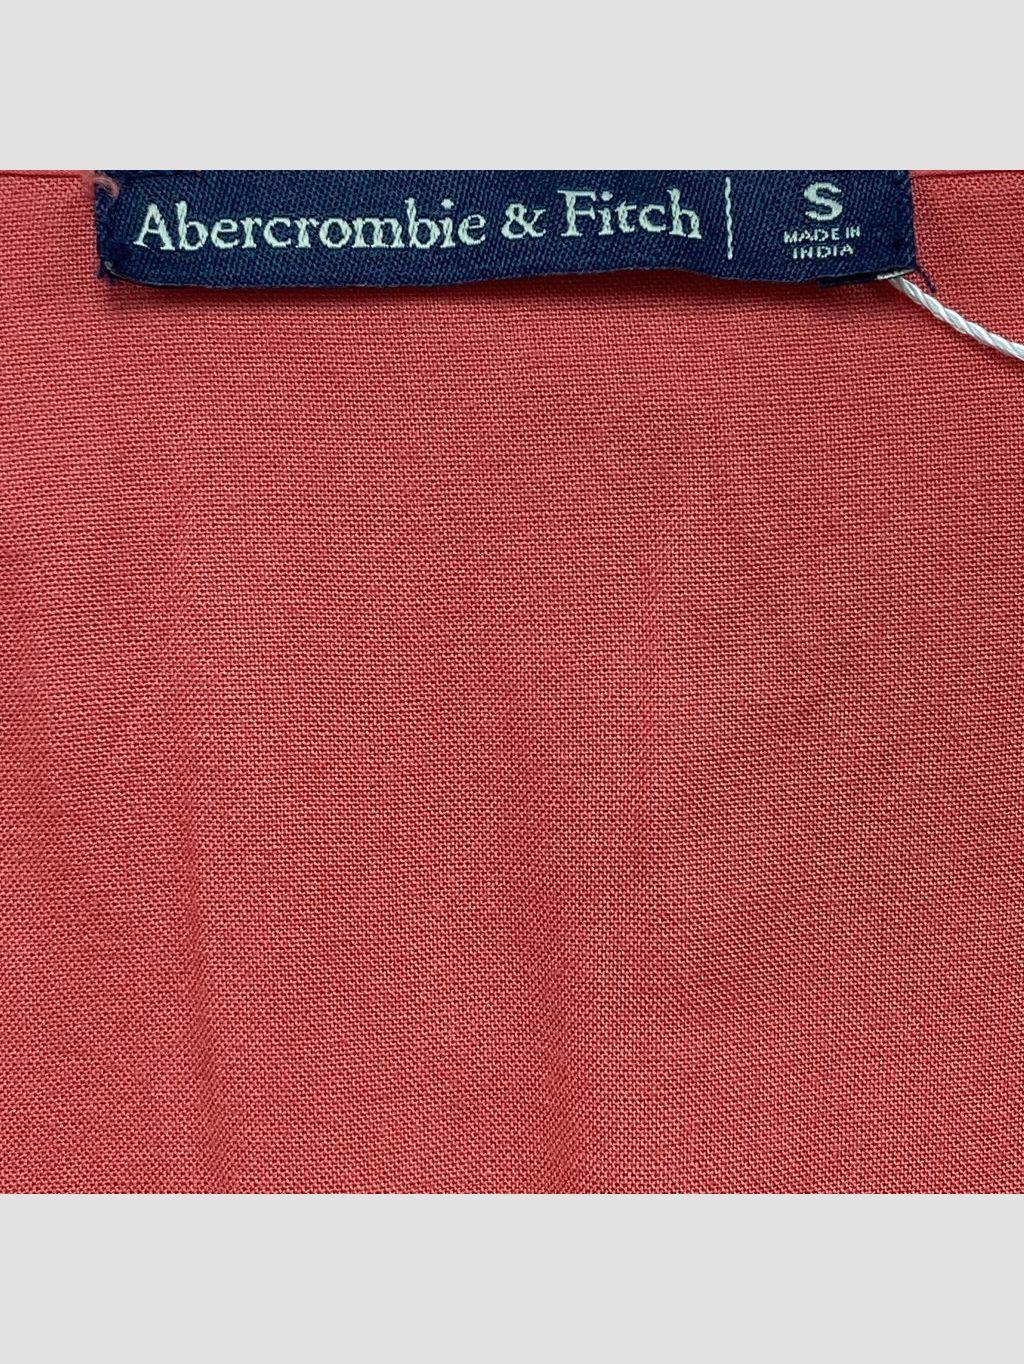 Abercrombie & Fitch
S
MADE IN
INDIA